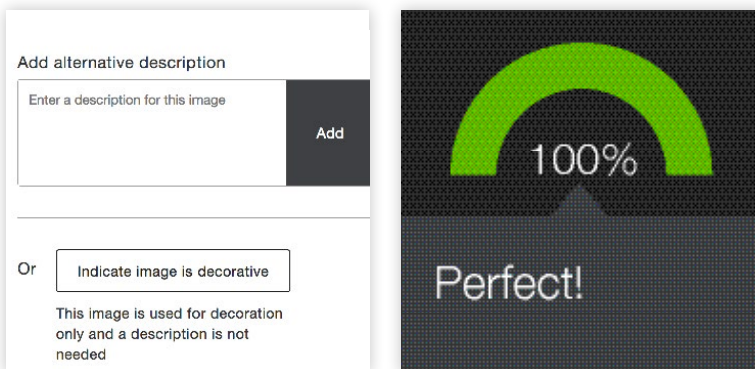 Add alternative description
Enter a description for this image
Add
Or
Indicate image is decorative
This image is used for decoration
only and a description is not
needed
100%
Perfect!